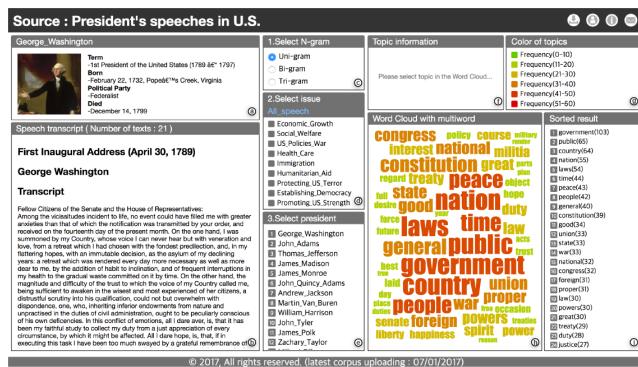 Source : President's speeches in U.S.
George_Washington
Term
-1st President of the United States (1789 â€“ 1797)
Born
-February 22, 1732, Popeâ€™s Creek, Virginia
Political Party
-Federalist
Died
-December 14, 1799
a
Speech transcript ( Number of texts : 21 )
First Inaugural Address (April 30, 1789)
George Washington
Transcript
Fellow Citizens of the Senate and the House of Representatives:
Among the vicissitudes incident to life, no event could have filled me with greater
anxieties than that of which the notification was transmitted by your order, and
received on the fourteenth day of the present month. On the one hand, I was
summoned by my Country, whose voice I can never hear but with veneration and
love, from a retreat which I had chosen with the fondest predilection, and, in my
flattering hopes, with an immutable decision, as the asylum of my declining
years: a retreat which was rendered every day more necessary as well as more
dear to me, by the addition of habit to inclination, and of frequent interruptions in
my health to the gradual waste committed on it by time. On the other hand, the
magnitude and difficulty of the trust to which the voice of my Country called me,
being sufficient to awaken in the wisest and most experienced of her citizens, a
distrustful scrutiny into his qualification, could not but overwhelm with
dispondence, one, who, inheriting inferior endowments from nature and
unpractised in the duties of civil administration, ought to be peculiarly conscious
of his own deficencies. In this conflict of emotions, all I dare aver, is, that it has
been my faithful study to collect my duty from a just appreciation of every
circumstance, by which it might be affected. All I dare hope, is, that, if in
executing this task I have been too much swayed by a grateful remembrance of
b
1.Select N-gram
Uni-gram
Bi-gram
Tri-gram
c
2.Select issue
All_speech
Economic_Growth
Social_Welfare
US_Policies_War
Health_Care
Immigration
Humanitarian_Aid
Protecting_US_Terror
Establishing_Democracy
Promoting_US_Strength
d
3.Select president
1 George_Washington
2 John_Adams
3 Thomas_Jefferson
4 James_Madison
5 James_Monroe
6 John_Quincy_Adams
7 Andrew_Jackson
8 Martin_Van_Buren
9 William_Harrison
10 John_Tyler
11 James_Polk
12 Zachary_Taylor
e
Topic information
Please select topic in the Word Cloud...
f
Color of topics
Frequency(0-10)
Frequency(11-20)
Frequency(21-30)
Frequency(31-40)
Frequency(41-50)
Frequency(51-60)
g
Word Cloud with multiword
congress policy course military
render
interest national militia
constitution great parts
plan
regard treaty peace object
full state hope
desire good nation duty
force year
future laws time law
acts
general public trust
best government
true
laid country union
day
place people war proper
duties free occasion
senate foreign powers treaties
liberty happiness spirit power
reason
h
Sorted result
1 government(103)
2 public(65)
3 country(64)
4 nation(55)
5 laws(54)
6 time(44)
7 peace(43)
8 people(42)
9 general(40)
10 constitution(39)
11 good(34)
12 union(33)
13 state(33)
14 war(33)
15 national(32)
16 congress(32)
17 foreign(31)
18 proper(31)
19 law(30)
20 powers(30)
21 great(30)
22 treaty(29)
23 duty(28)
24 justice(27)
i
© 2017, All rights reserved. (latest corpus uploading : 07/01/2017)